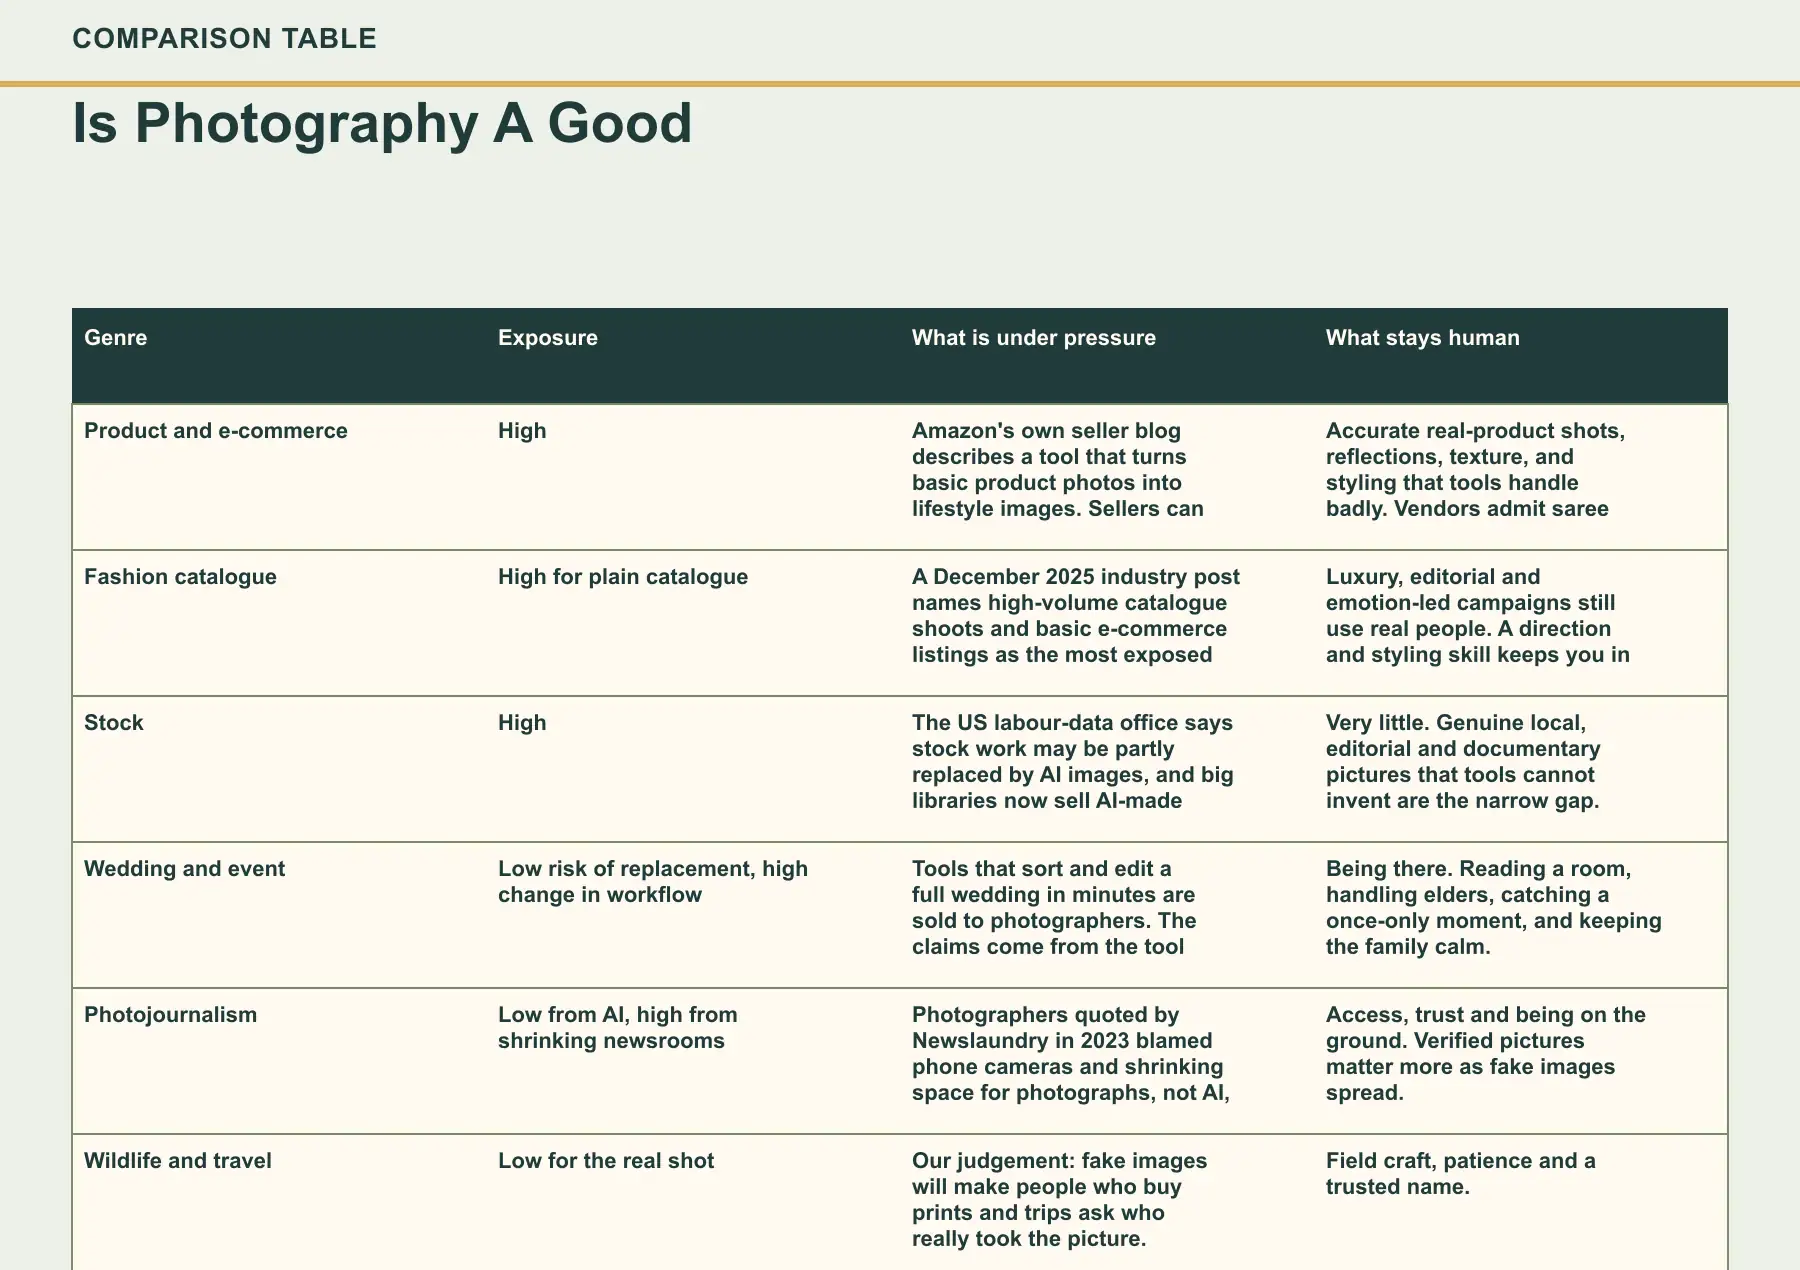 COMPARISON TABLE
Is Photography A Good
Genre
Exposure
What is under pressure
What stays human
Product and e-commerce
High
Amazon's own seller blog
describes a tool that turns
basic product photos into
lifestyle images. Sellers can
Accurate real-product shots,
reflections, texture, and
styling that tools handle
badly. Vendors admit saree
Fashion catalogue
High for plain catalogue
A December 2025 industry post
names high-volume catalogue
shoots and basic e-commerce
listings as the most exposed
Luxury, editorial and
emotion-led campaigns still
use real people. A direction
and styling skill keeps you in
Stock
High
The US labour-data office says
stock work may be partly
replaced by AI images, and big
libraries now sell AI-made
Very little. Genuine local,
editorial and documentary
pictures that tools cannot
invent are the narrow gap.
Wedding and event
Low risk of replacement, high
change in workflow
Tools that sort and edit a
full wedding in minutes are
sold to photographers. The
claims come from the tool
Being there. Reading a room,
handling elders, catching a
once-only moment, and keeping
the family calm.
Photojournalism
Low from AI, high from
shrinking newsrooms
Photographers quoted by
Newslaundry in 2023 blamed
phone cameras and shrinking
space for photographs, not AI,
Access, trust and being on the
ground. Verified pictures
matter more as fake images
spread.
Wildlife and travel
Low for the real shot
Our judgement: fake images
will make people who buy
prints and trips ask who
really took the picture.
Field craft, patience and a
trusted name.